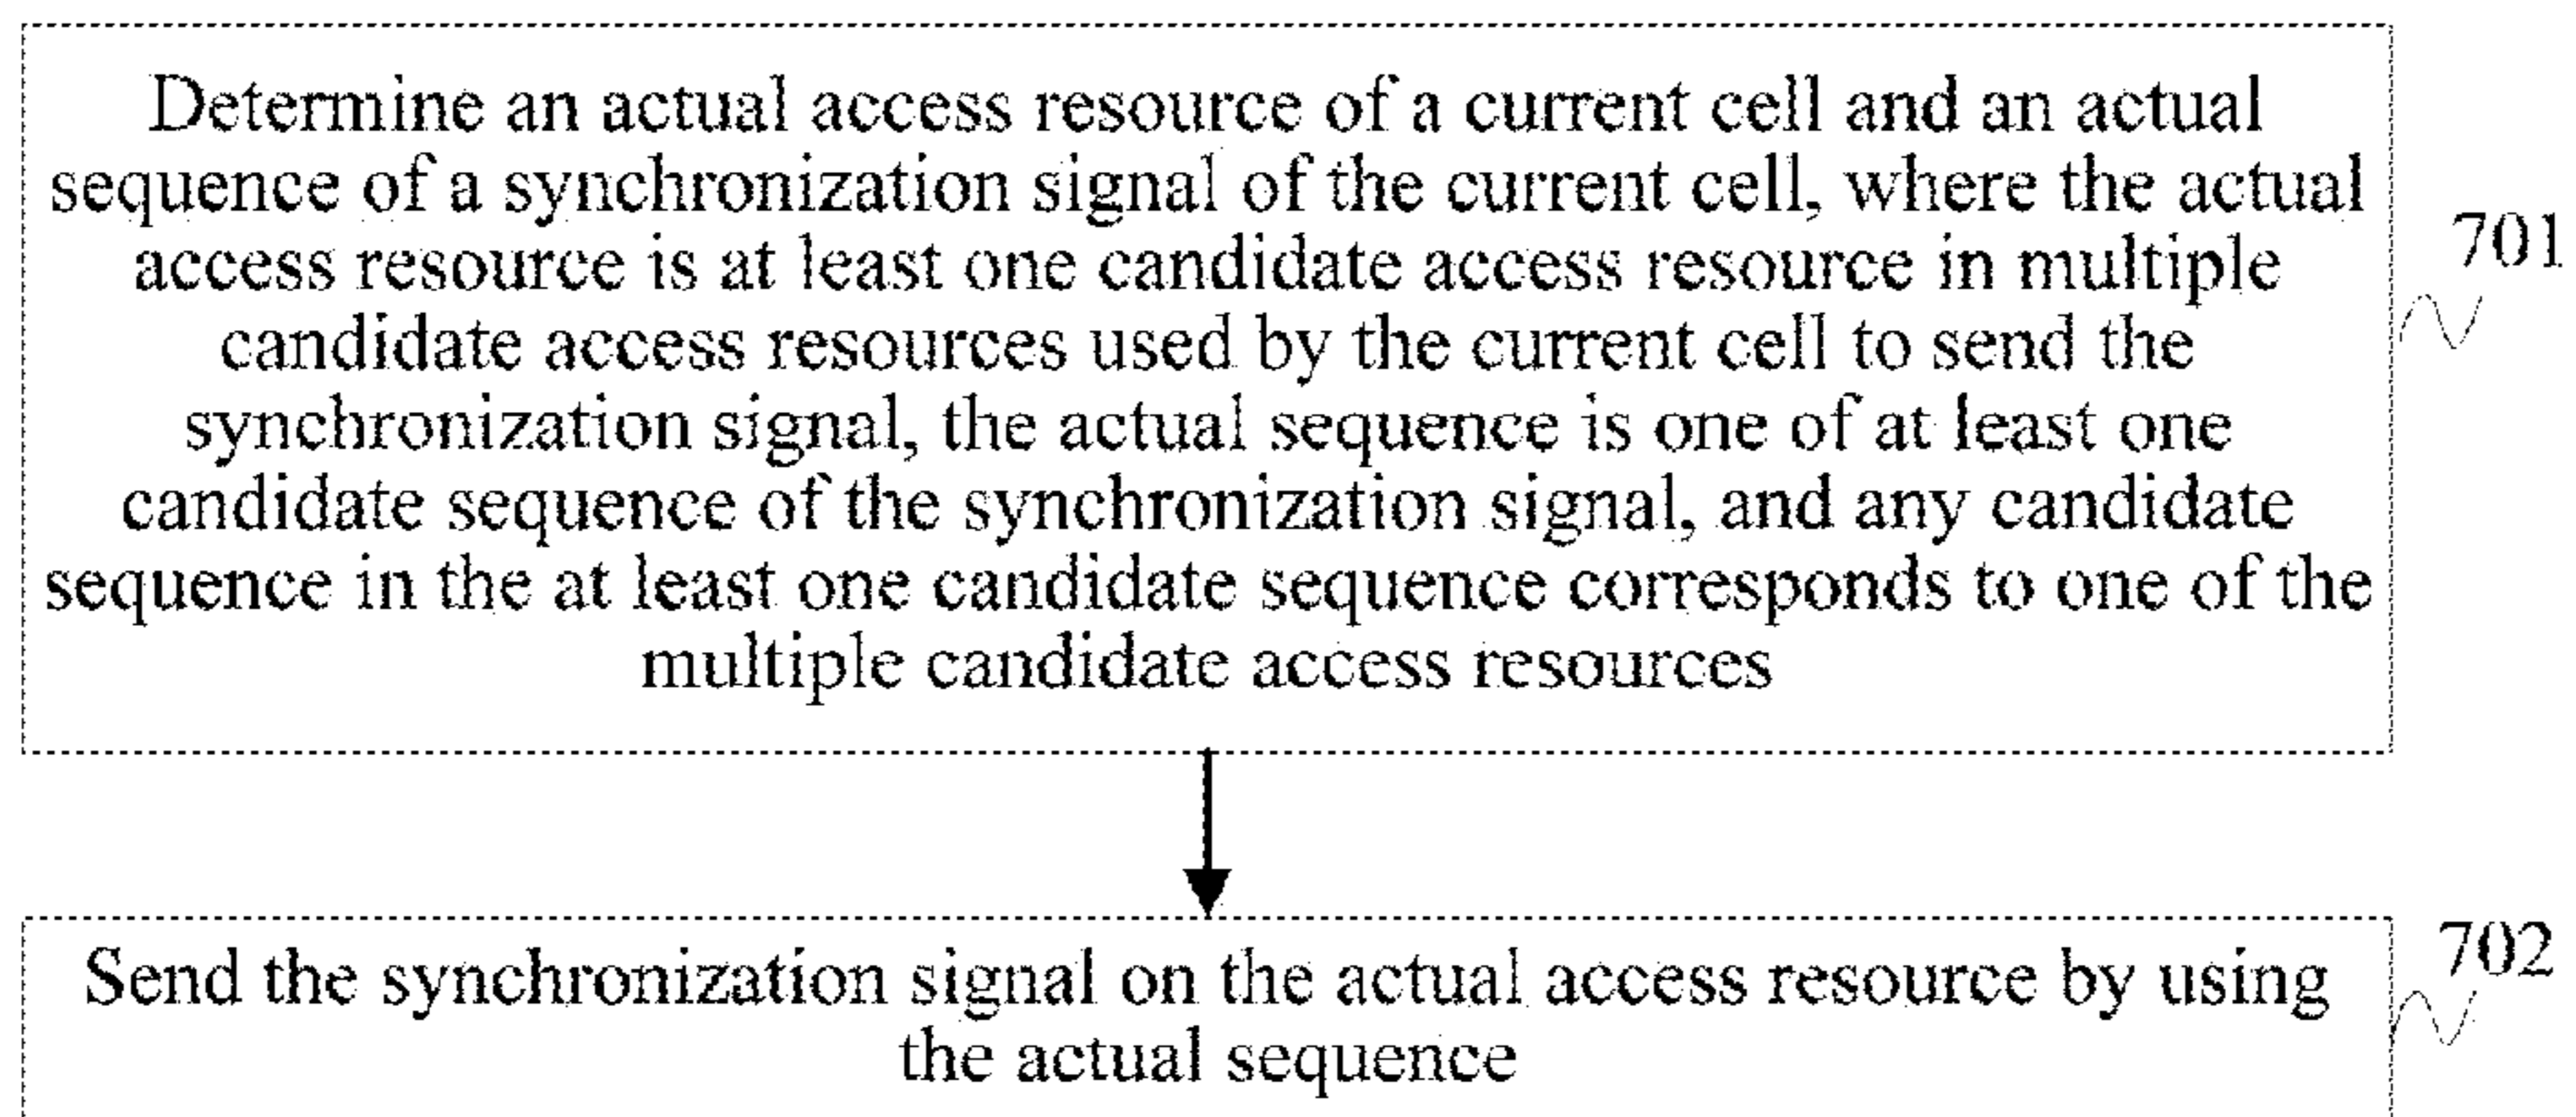 Determine an actual access resource of a current cell and an actual
sequence of a synchronization signal of the current cell, where the actual
access resource is at least one candidate access resource in multiple
candidate access resources used by the current cell to send the
synchronization signal, the actual sequence is one of at least one
candidate sequence of the synchronization signal, and any candidate
sequence in the at least one candidate sequence corresponds to one of the
multiple candidate access resources
701
Send the synchronization signal on the actual access resource by using
the actual sequence
702